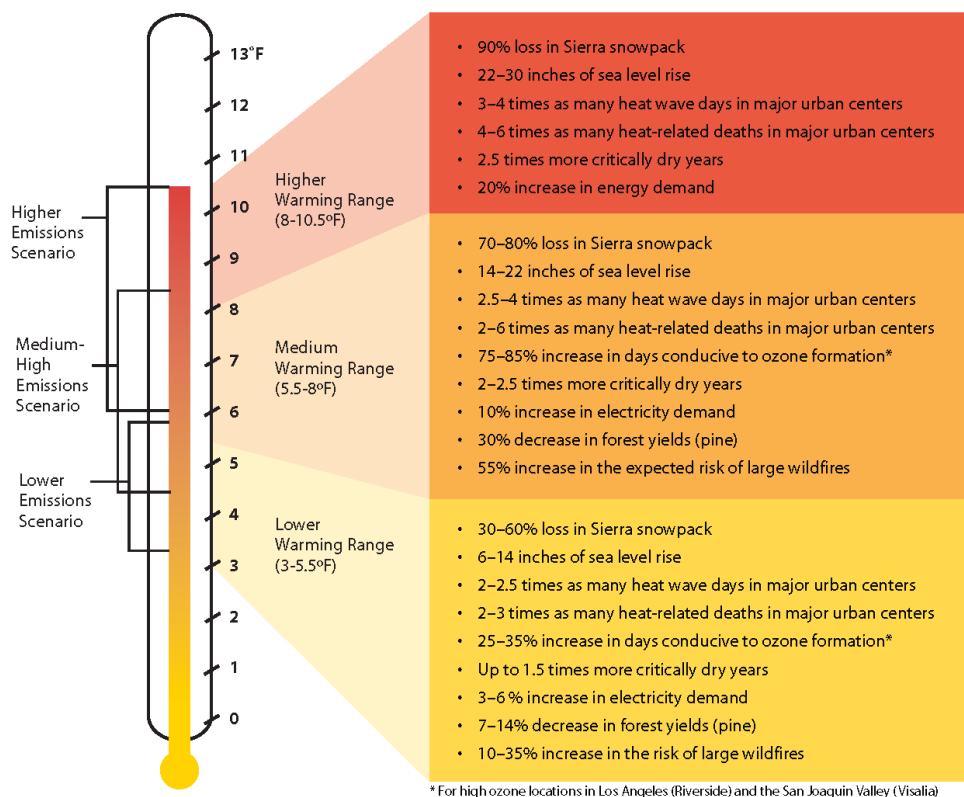 13°F
12
11
10
9
8
7
6
5
4
3
2
1
0
Higher
Emissions
Scenario
Medium-
High
Emissions
Scenario
Lower
Emissions
Scenario
Higher
Warming Range
(8-10.5ºF)
Medium
Warming Range
(5.5-8ºF)
Lower
Warming Range
(3-5.5ºF)
• 90% loss in Sierra snowpack
• 22–30 inches of sea level rise
• 3–4 times as many heat wave days in major urban centers
• 4–6 times as many heat-related deaths in major urban centers
• 2.5 times more critically dry years
• 20% increase in energy demand
• 70–80% loss in Sierra snowpack
• 14–22 inches of sea level rise
• 2.5–4 times as many heat wave days in major urban centers
• 2–6 times as many heat-related deaths in major urban centers
• 75–85% increase in days conducive to ozone formation*
• 2–2.5 times more critically dry years
• 10% increase in electricity demand
• 30% decrease in forest yields (pine)
• 55% increase in the expected risk of large wildfires
• 30–60% loss in Sierra snowpack
• 6–14 inches of sea level rise
• 2–2.5 times as many heat wave days in major urban centers
• 2–3 times as many heat-related deaths in major urban centers
• 25–35% increase in days conducive to ozone formation*
• Up to 1.5 times more critically dry years
• 3–6 % increase in electricity demand
• 7–14% decrease in forest yields (pine)
• 10–35% increase in the risk of large wildfires
* For high ozone locations in Los Angeles (Riverside) and the San Joaquin Valley (Visalia)